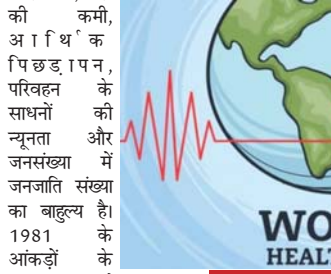 की कमी,
आर्थिक
पिछड़ापन,
परिवहन के
साधनों की
न्यूनता और
जनसंख्या में
जनजाति संख्या
का बाहुल्य है।
1981 के
आंकड़ों के
WO
HEAL